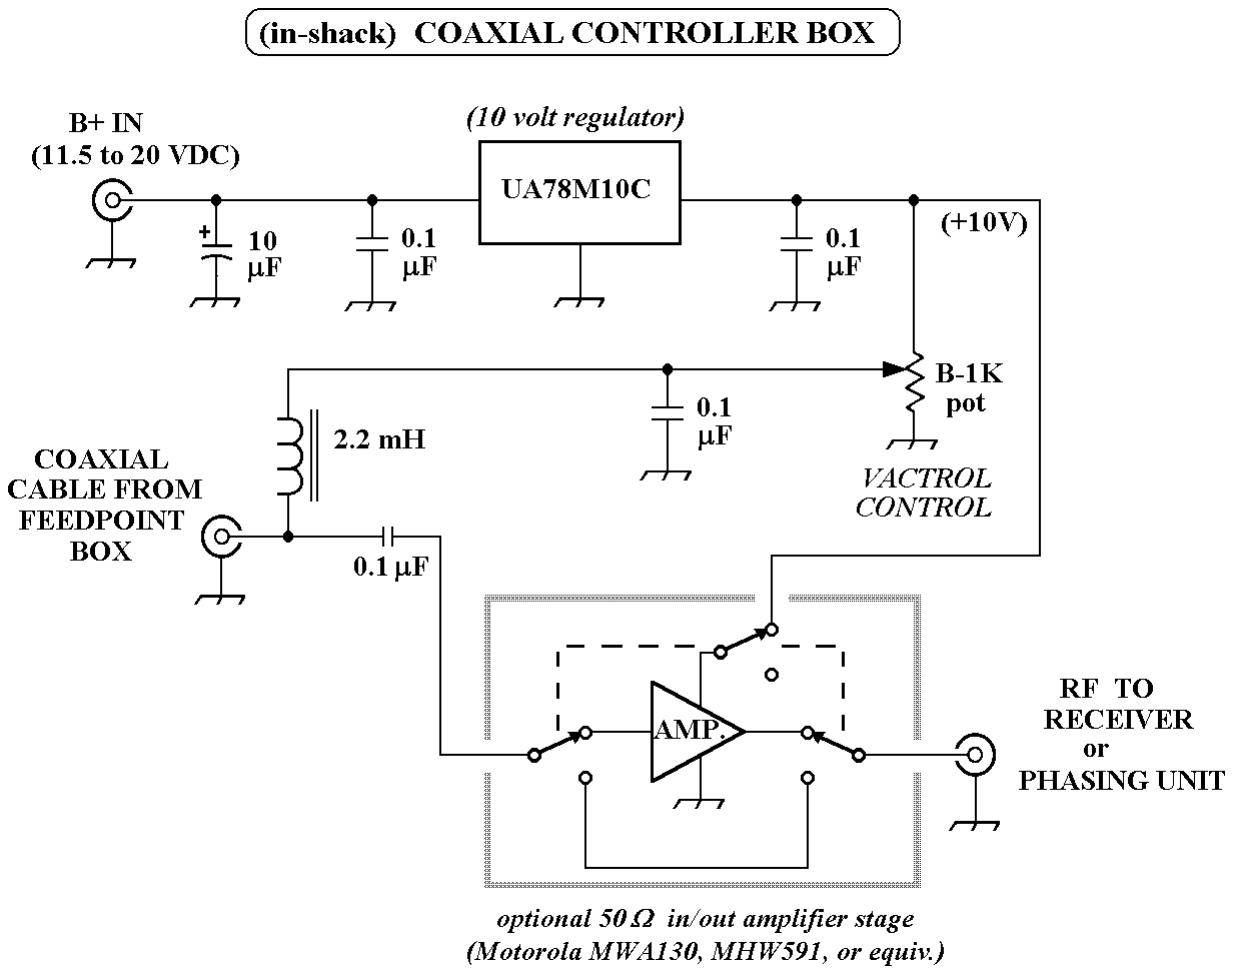 (in-shack) COAXIAL CONTROLLER BOX
B+ IN
(11.5 to 20 VDC)
(10 volt regulator)
UA78M10C
(+10V)
+
10
µF
0.1
µF
0.1
µF
B-1K
pot
0.1
µF
VACTROL
CONTROL
2.2 mH
COAXIAL
CABLE FROM
FEEDPOINT
BOX
0.1 µF
AMP.
RF TO
RECEIVER
or
PHASING UNIT
optional 50 Ω in/out amplifier stage
(Motorola MWA130, MHW591, or equiv.)